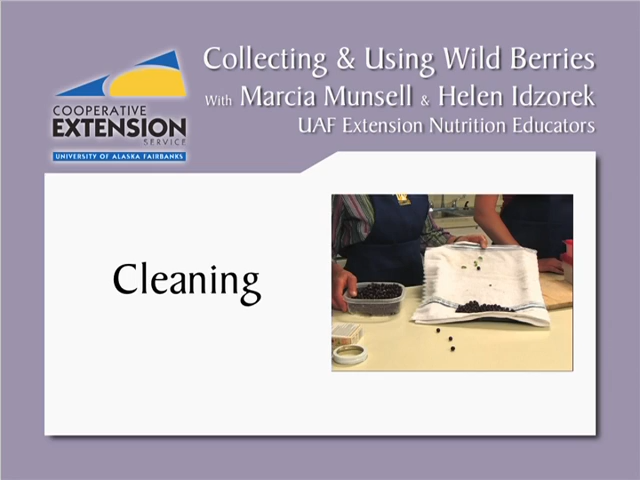 Collecting & Using Wild Berries
With Marcia Munsell & Helen Idzorek
UAF Extension Nutrition Educators
COOPERATIVE
EXTENSION
SERVICE
UNIVERSITY OF ALASKA FAIRBANKS
Cleaning